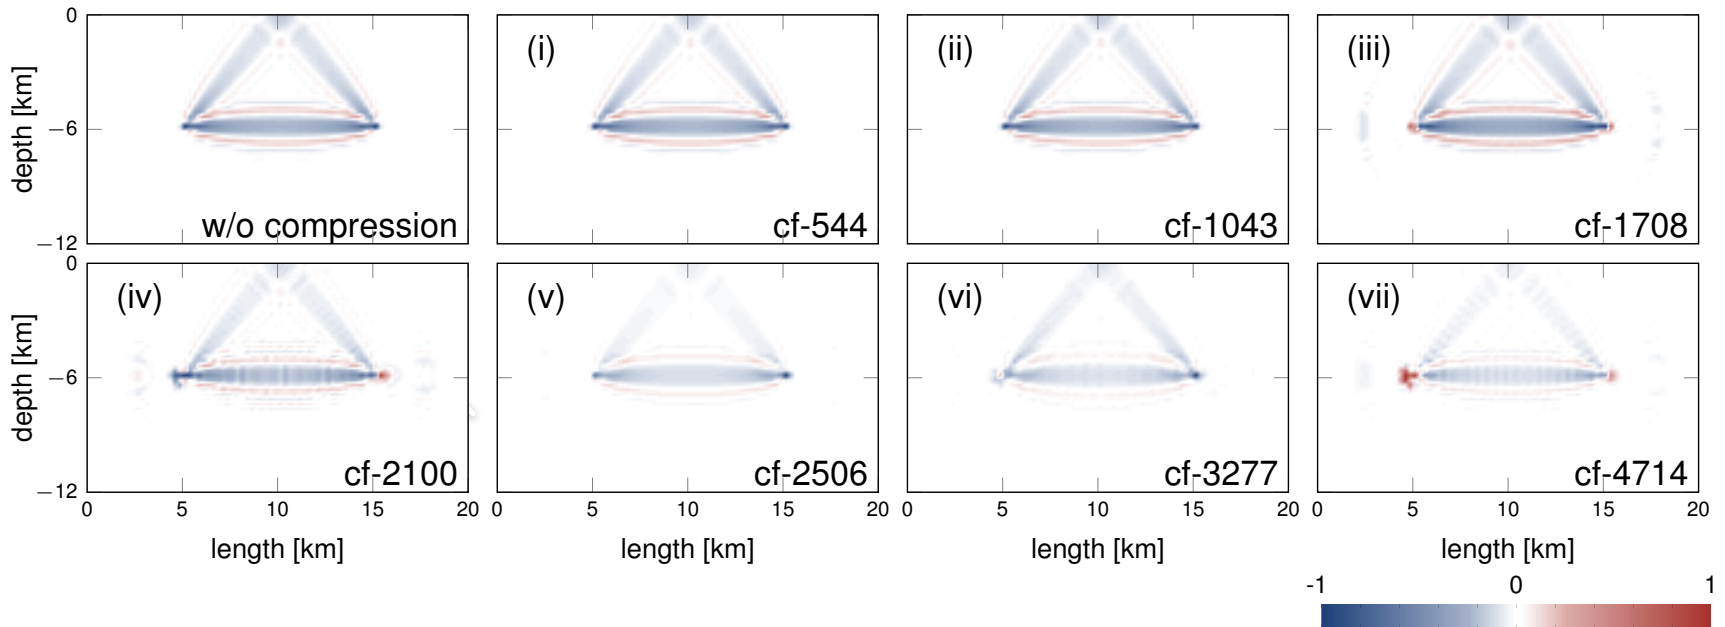 0
−6
−12
depth [km]
w/o compression
(i)
cf-544
(ii)
cf-1043
(iii)
cf-1708
0
−6
−12
depth [km]
(iv)
cf-2100
(v)
cf-2506
(vi)
cf-3277
(vii)
cf-4714
0 5 10 15 20
0 5 10 15 20
0 5 10 15 20
0 5 10 15 20
length [km]
length [km]
length [km]
length [km]
-1 0 1